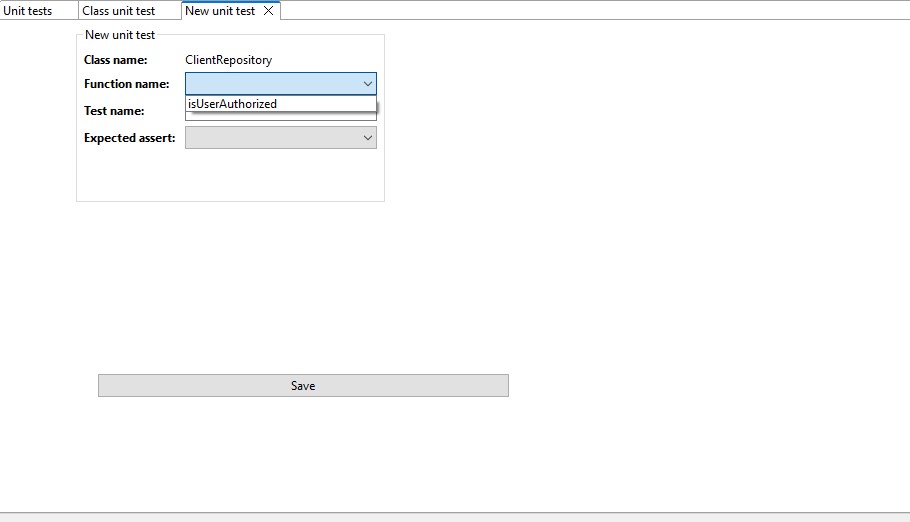 Unit tests
Class unit test
New unit test
New unit test
Class name: ClientRepository
Function name:
isUserAuthorized
Test name:
Expected assert:
Save